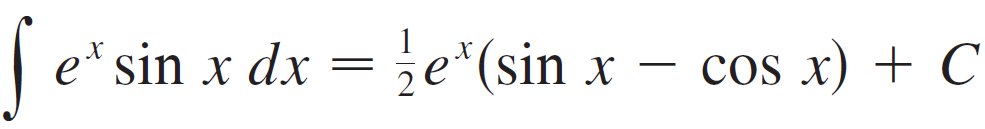 ∫ eˣ sin x dx = ½eˣ(sin x − cos x) + C